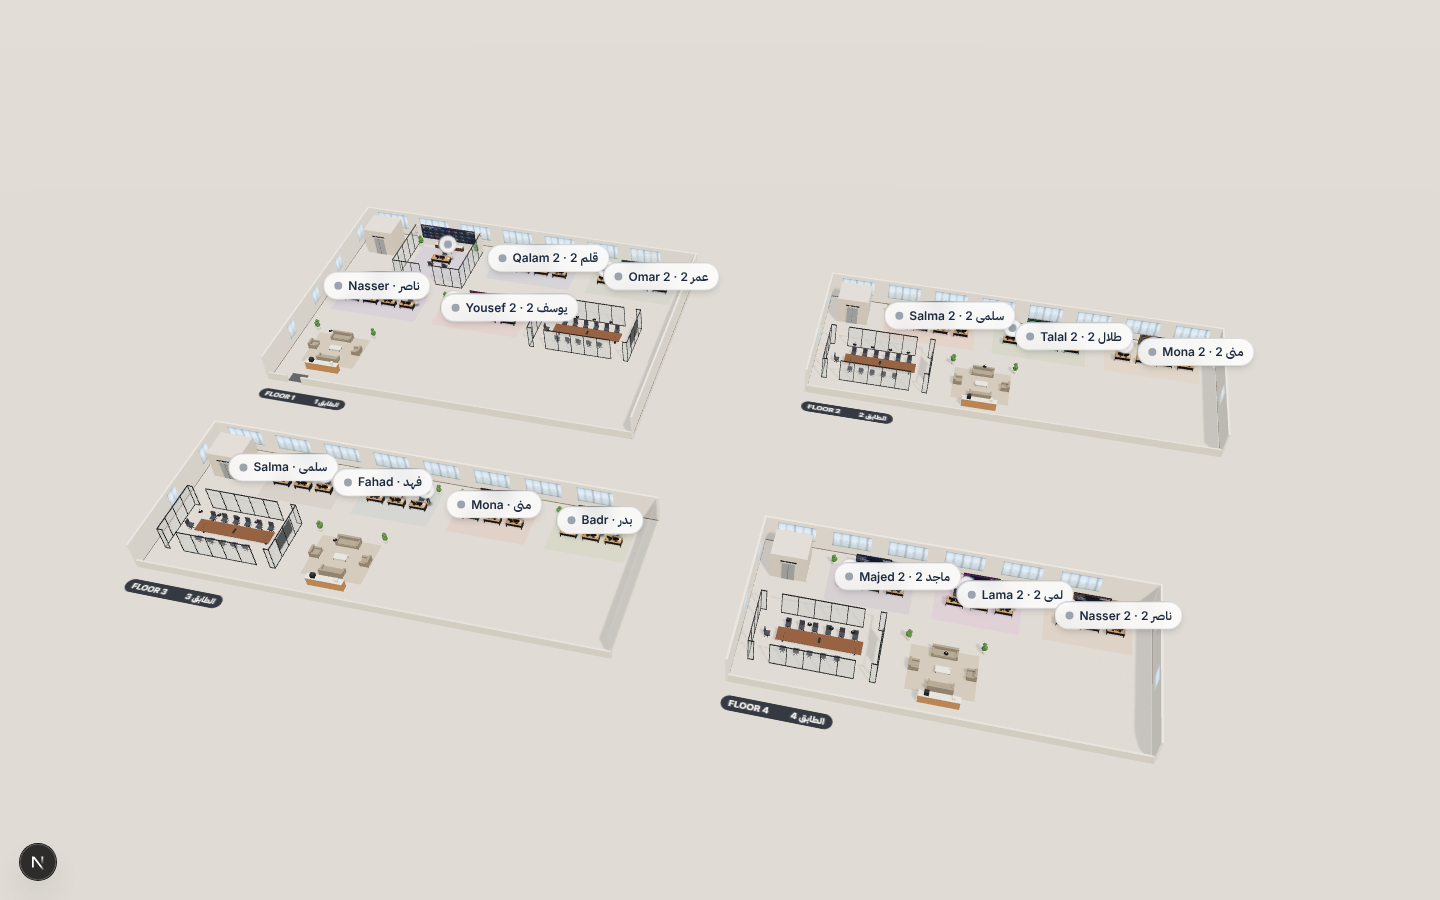 Qalam 2 · قلم 2
Omar 2 · عمر 2
Nasser · ناصر
Yousef 2 · يوسف 2
FLOOR 1 الطابق 1
Salma 2 · سلمى 2
Talal 2 · طلال 2
Mona 2 · منى 2
FLOOR 2 الطابق 2
Salma · سلمى
Fahad · فهد
Mona · منى
Badr · بدر
FLOOR 3 الطابق 3
Majed 2 · ماجد 2
Lama 2 · لمى 2
Nasser 2 · ناصر 2
FLOOR 4 الطابق 4
N